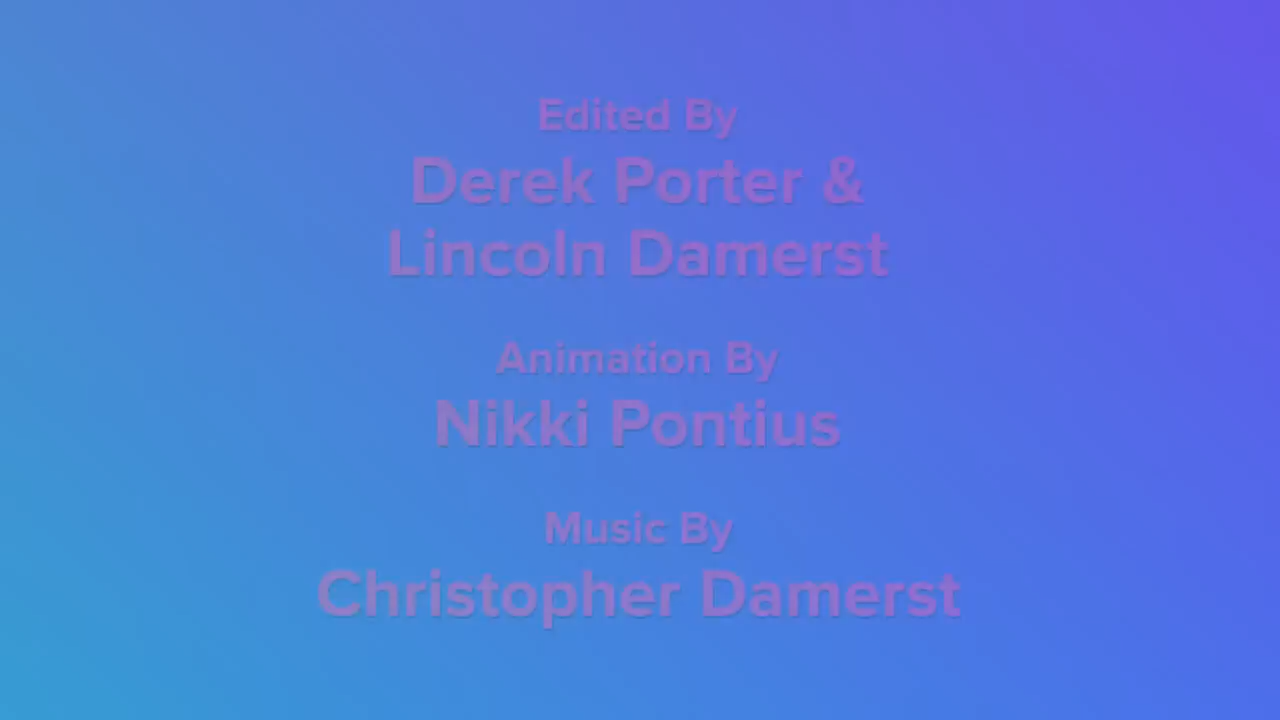 Edited By
Derek Porter &
Lincoln Damerst
Animation By
Nikki Pontius
Music By
Christopher Damerst